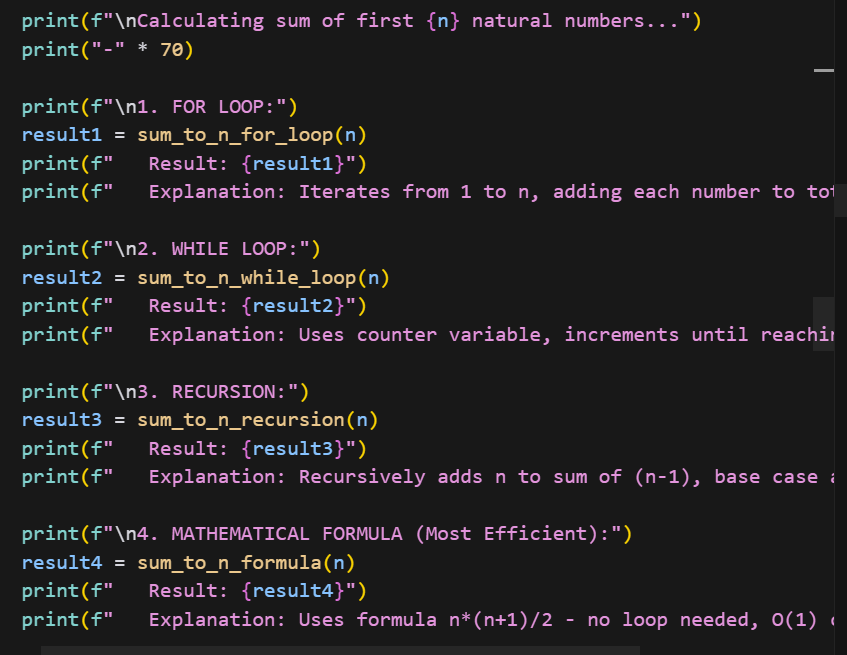 print(f"\nCalculating sum of first {n} natural numbers...")
print("-" * 70)
print(f"\n1. FOR LOOP:")
result1 = sum_to_n_for_loop(n)
print(f"   Result: {result1}")
print(f"   Explanation: Iterates from 1 to n, adding each number to
print(f"\n2. WHILE LOOP:")
result2 = sum_to_n_while_loop(n)
print(f"   Result: {result2}")
print(f"   Explanation: Uses counter variable, increments until
print(f"\n3. RECURSION:")
result3 = sum_to_n_recursion(n)
print(f"   Result: {result3}")
print(f"   Explanation: Recursively adds n to sum of (n-1), base case
print(f"\n4. MATHEMATICAL FORMULA (Most Efficient):")
result4 = sum_to_n_formula(n)
print(f"   Result: {result4}")
print(f"   Explanation: Uses formula n*(n+1)/2 - no loop needed, O(1)